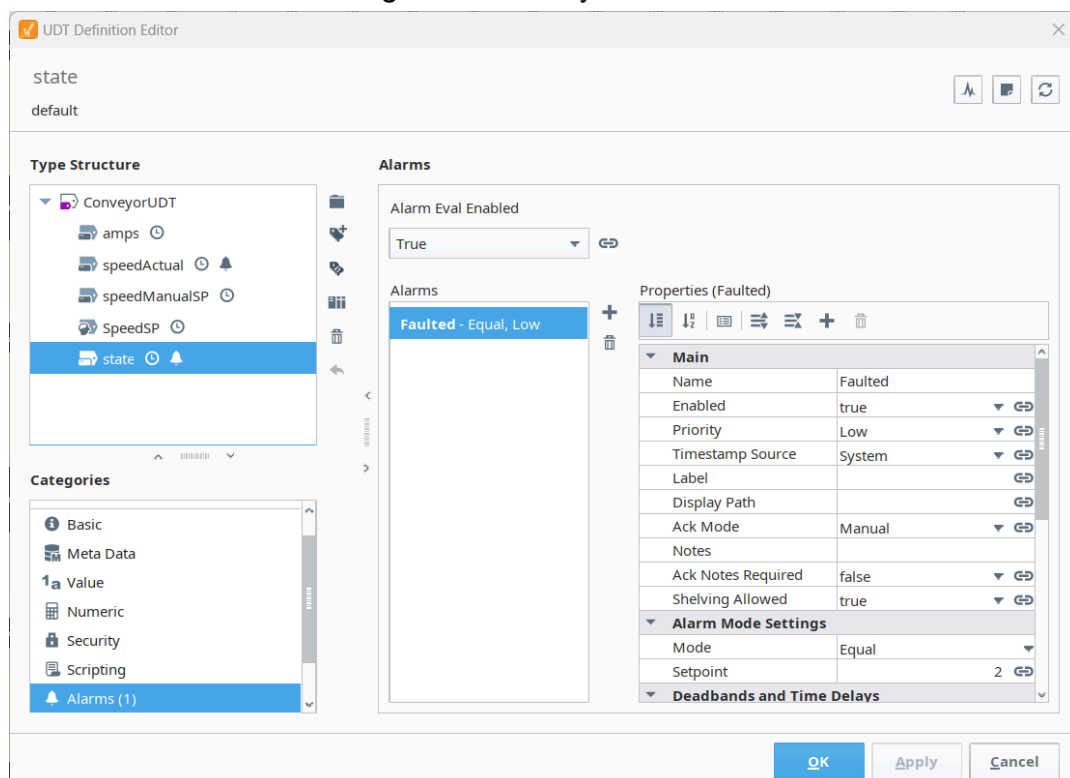 UDT Definition Editor
state
default
Type Structure
ConveyorUDT
amps
speedActual
speedManualSP
SpeedSP
state
Categories
Basic
Meta Data
1a Value
Numeric
Security
Scripting
Alarms (1)
Alarms
Alarm Eval Enabled
True
Alarms
Faulted - Equal, Low
Properties (Faulted)
Main
Name Faulted
Enabled true
Priority Low
Timestamp Source System
Label
Display Path
Ack Mode Manual
Notes
Ack Notes Required false
Shelving Allowed true
Alarm Mode Settings
Mode Equal
Setpoint 2
Deadbands and Time Delays
OK Apply Cancel